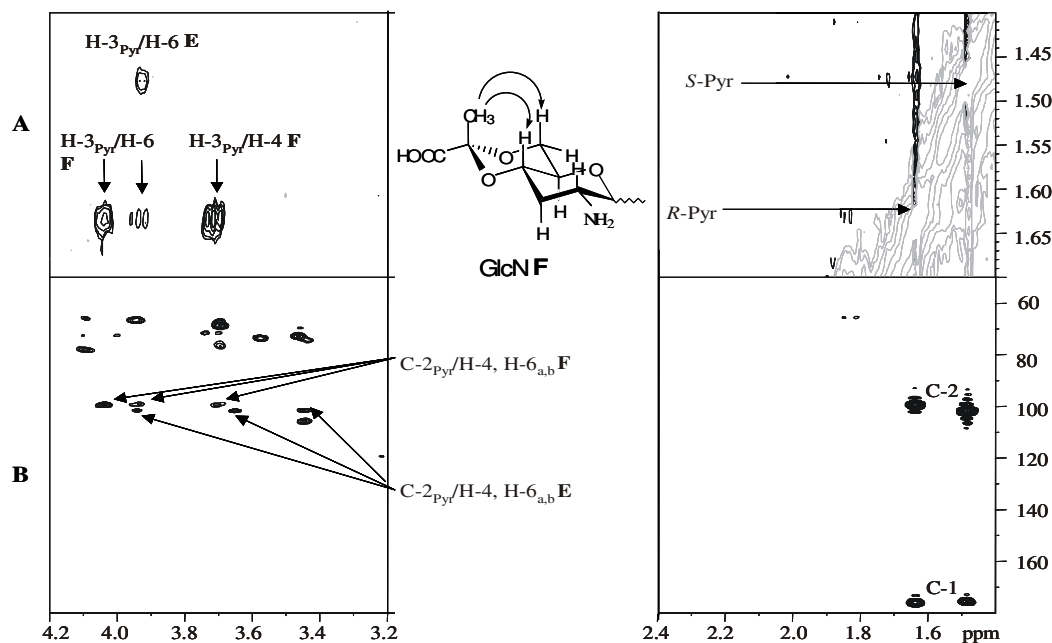 A
H-3Pyr/H-6 E
H-3Pyr/H-6
F
H-3Pyr/H-4 F
CH3
H
H
HOOC
O
O
H
H
O
H
NH2
H
GlcN F
S-Pyr
R-Pyr
1.45
1.50
1.55
1.60
1.65
B
C-2Pyr/H-4, H-6a,b F
C-2Pyr/H-4, H-6a,b E
C-2
C-1
60
80
100
120
140
160
4.2 4.0 3.8 3.6 3.4 3.2
2.4 2.2 2.0 1.8 1.6 ppm